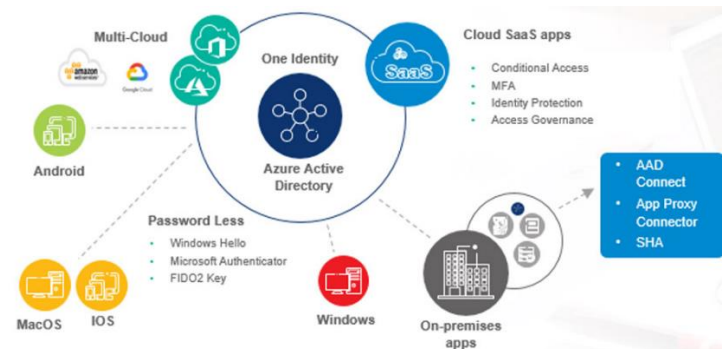 Multi-Cloud
amazon
webservices
Google Cloud
One Identity
Azure Active
Directory
SaaS
Cloud SaaS apps
• Conditional Access
• MFA
• Identity Protection
• Access Governance
Android
Password Less
• Windows Hello
• Microsoft Authenticator
• FIDO2 Key
MacOS
IOS
Windows
On-premises
apps
• AAD
Connect
• App Proxy
Connector
• SHA